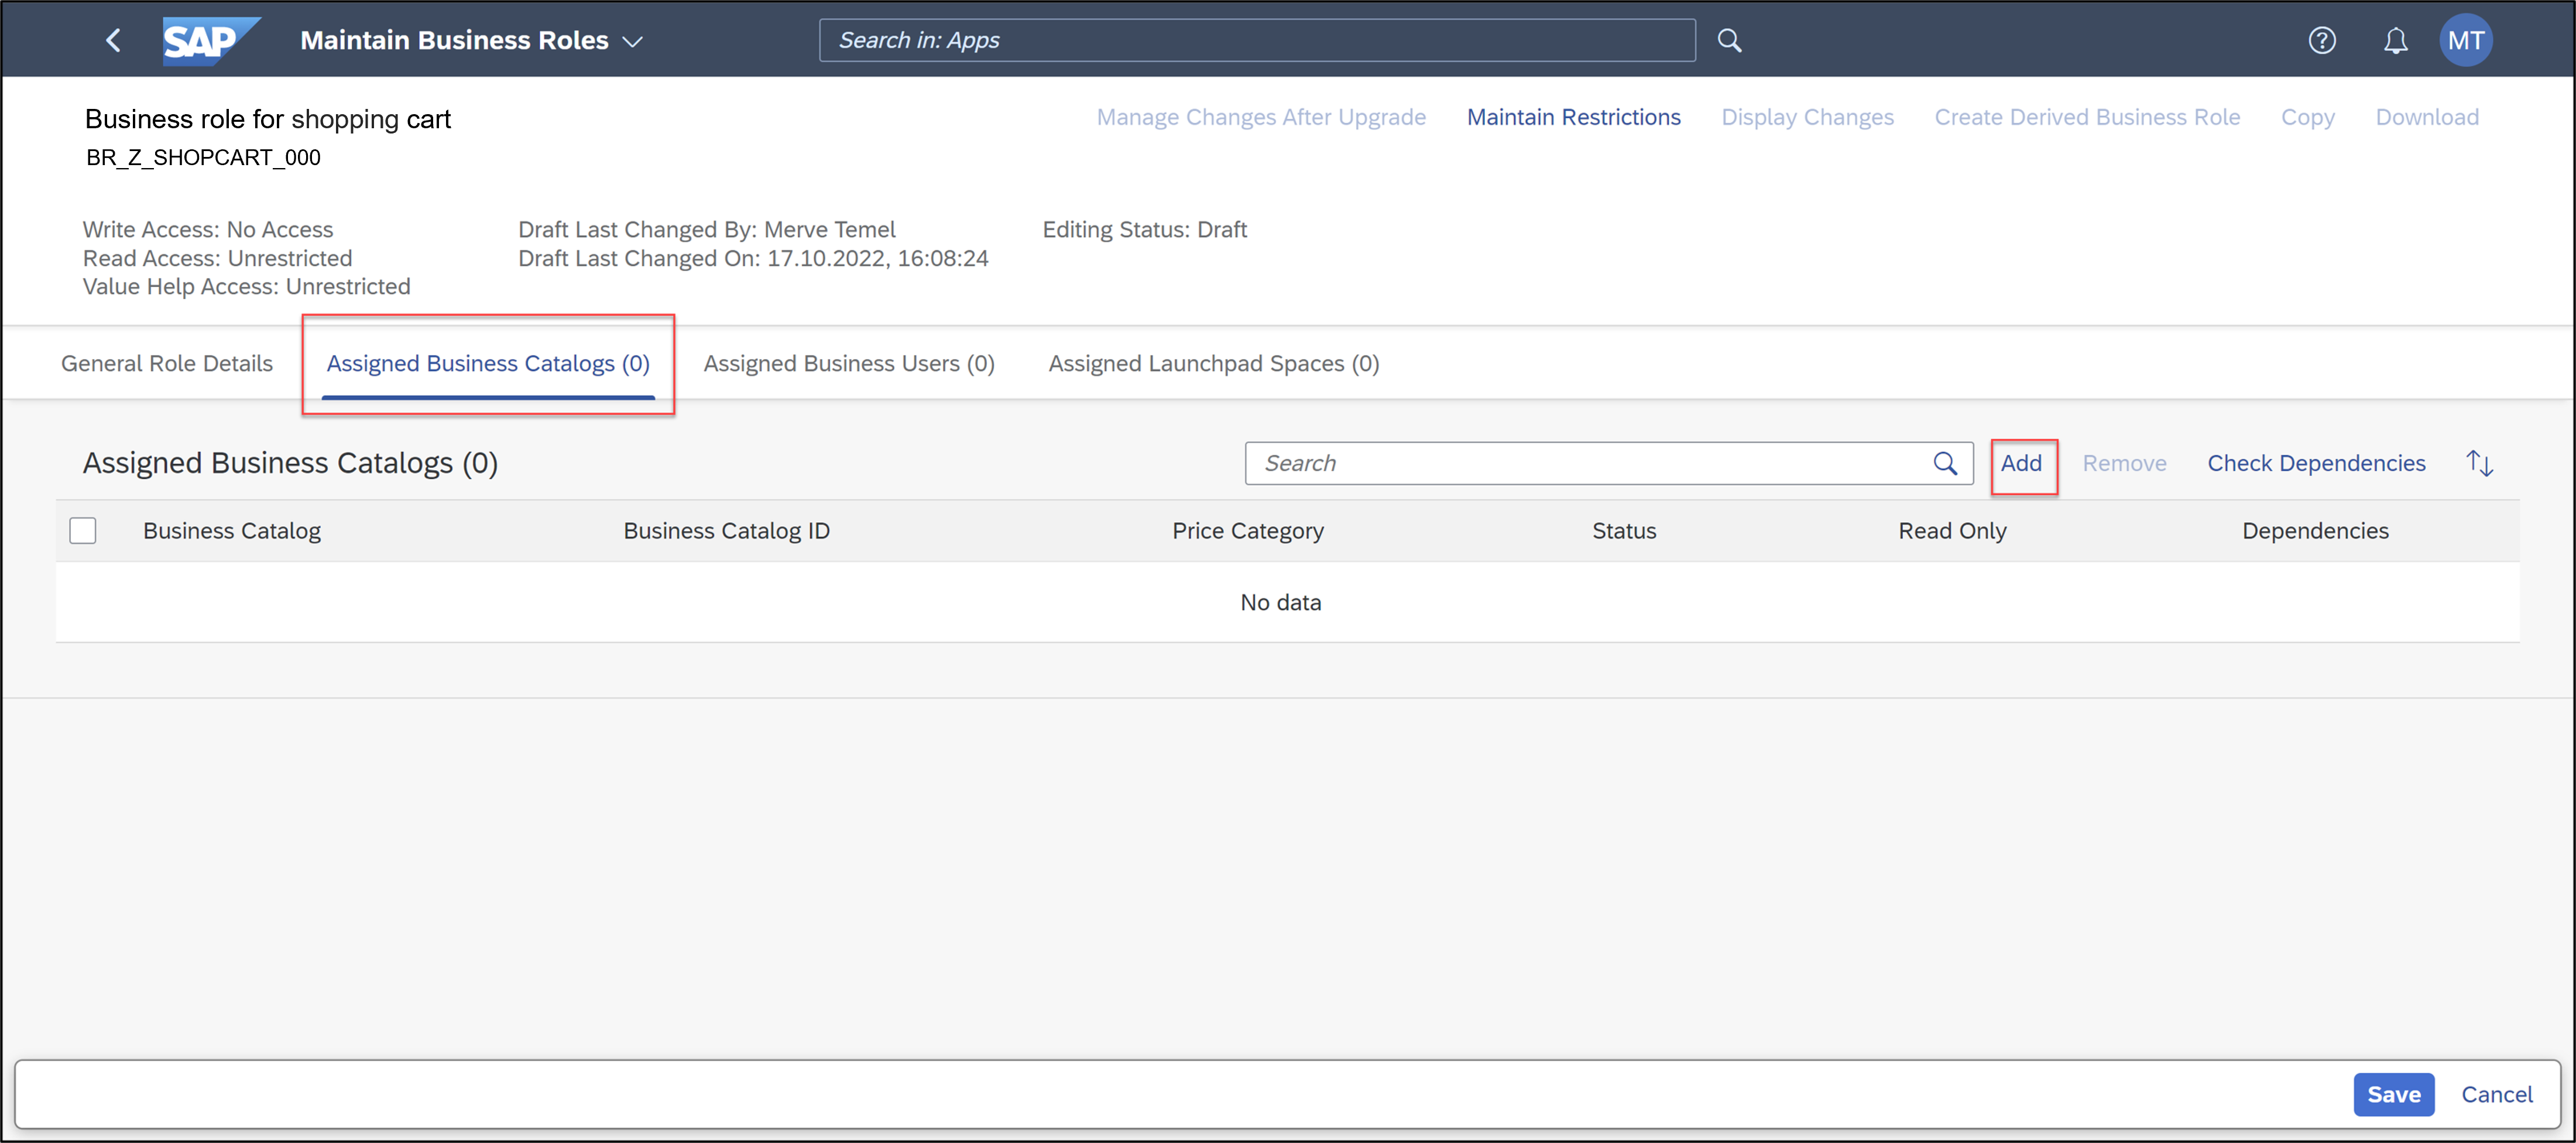 SAP Maintain Business Roles Search in: Apps ? MT
Business role for shopping cart
BR_Z_SHOPCART_000
Manage Changes After Upgrade Maintain Restrictions Display Changes Create Derived Business Role Copy Download
Write Access: No Access
Read Access: Unrestricted
Value Help Access: Unrestricted
Draft Last Changed By: Merve Temel
Draft Last Changed On: 17.10.2022, 16:08:24
Editing Status: Draft
General Role Details Assigned Business Catalogs (0) Assigned Business Users (0) Assigned Launchpad Spaces (0)
Assigned Business Catalogs (0) Search Add Remove Check Dependencies
Business Catalog Business Catalog ID Price Category Status Read Only Dependencies
No data
Save Cancel